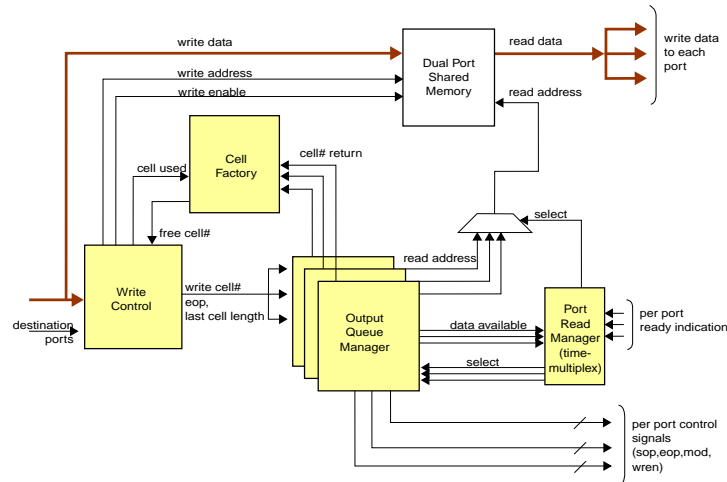 write data
read data
write data
to each
port
Dual Port
Shared
Memory
write address
write enable
read address
Cell
Factory
cell# return
cell used
select
free cell#
read address
Write
Control
write cell#
eop,
last cell length
Output
Queue
Manager
Port
Read
Manager
(time-
multiplex)
per port
ready indication
destination
ports
data available
select
per port control
signals
(sop,eop,mod,
wren)